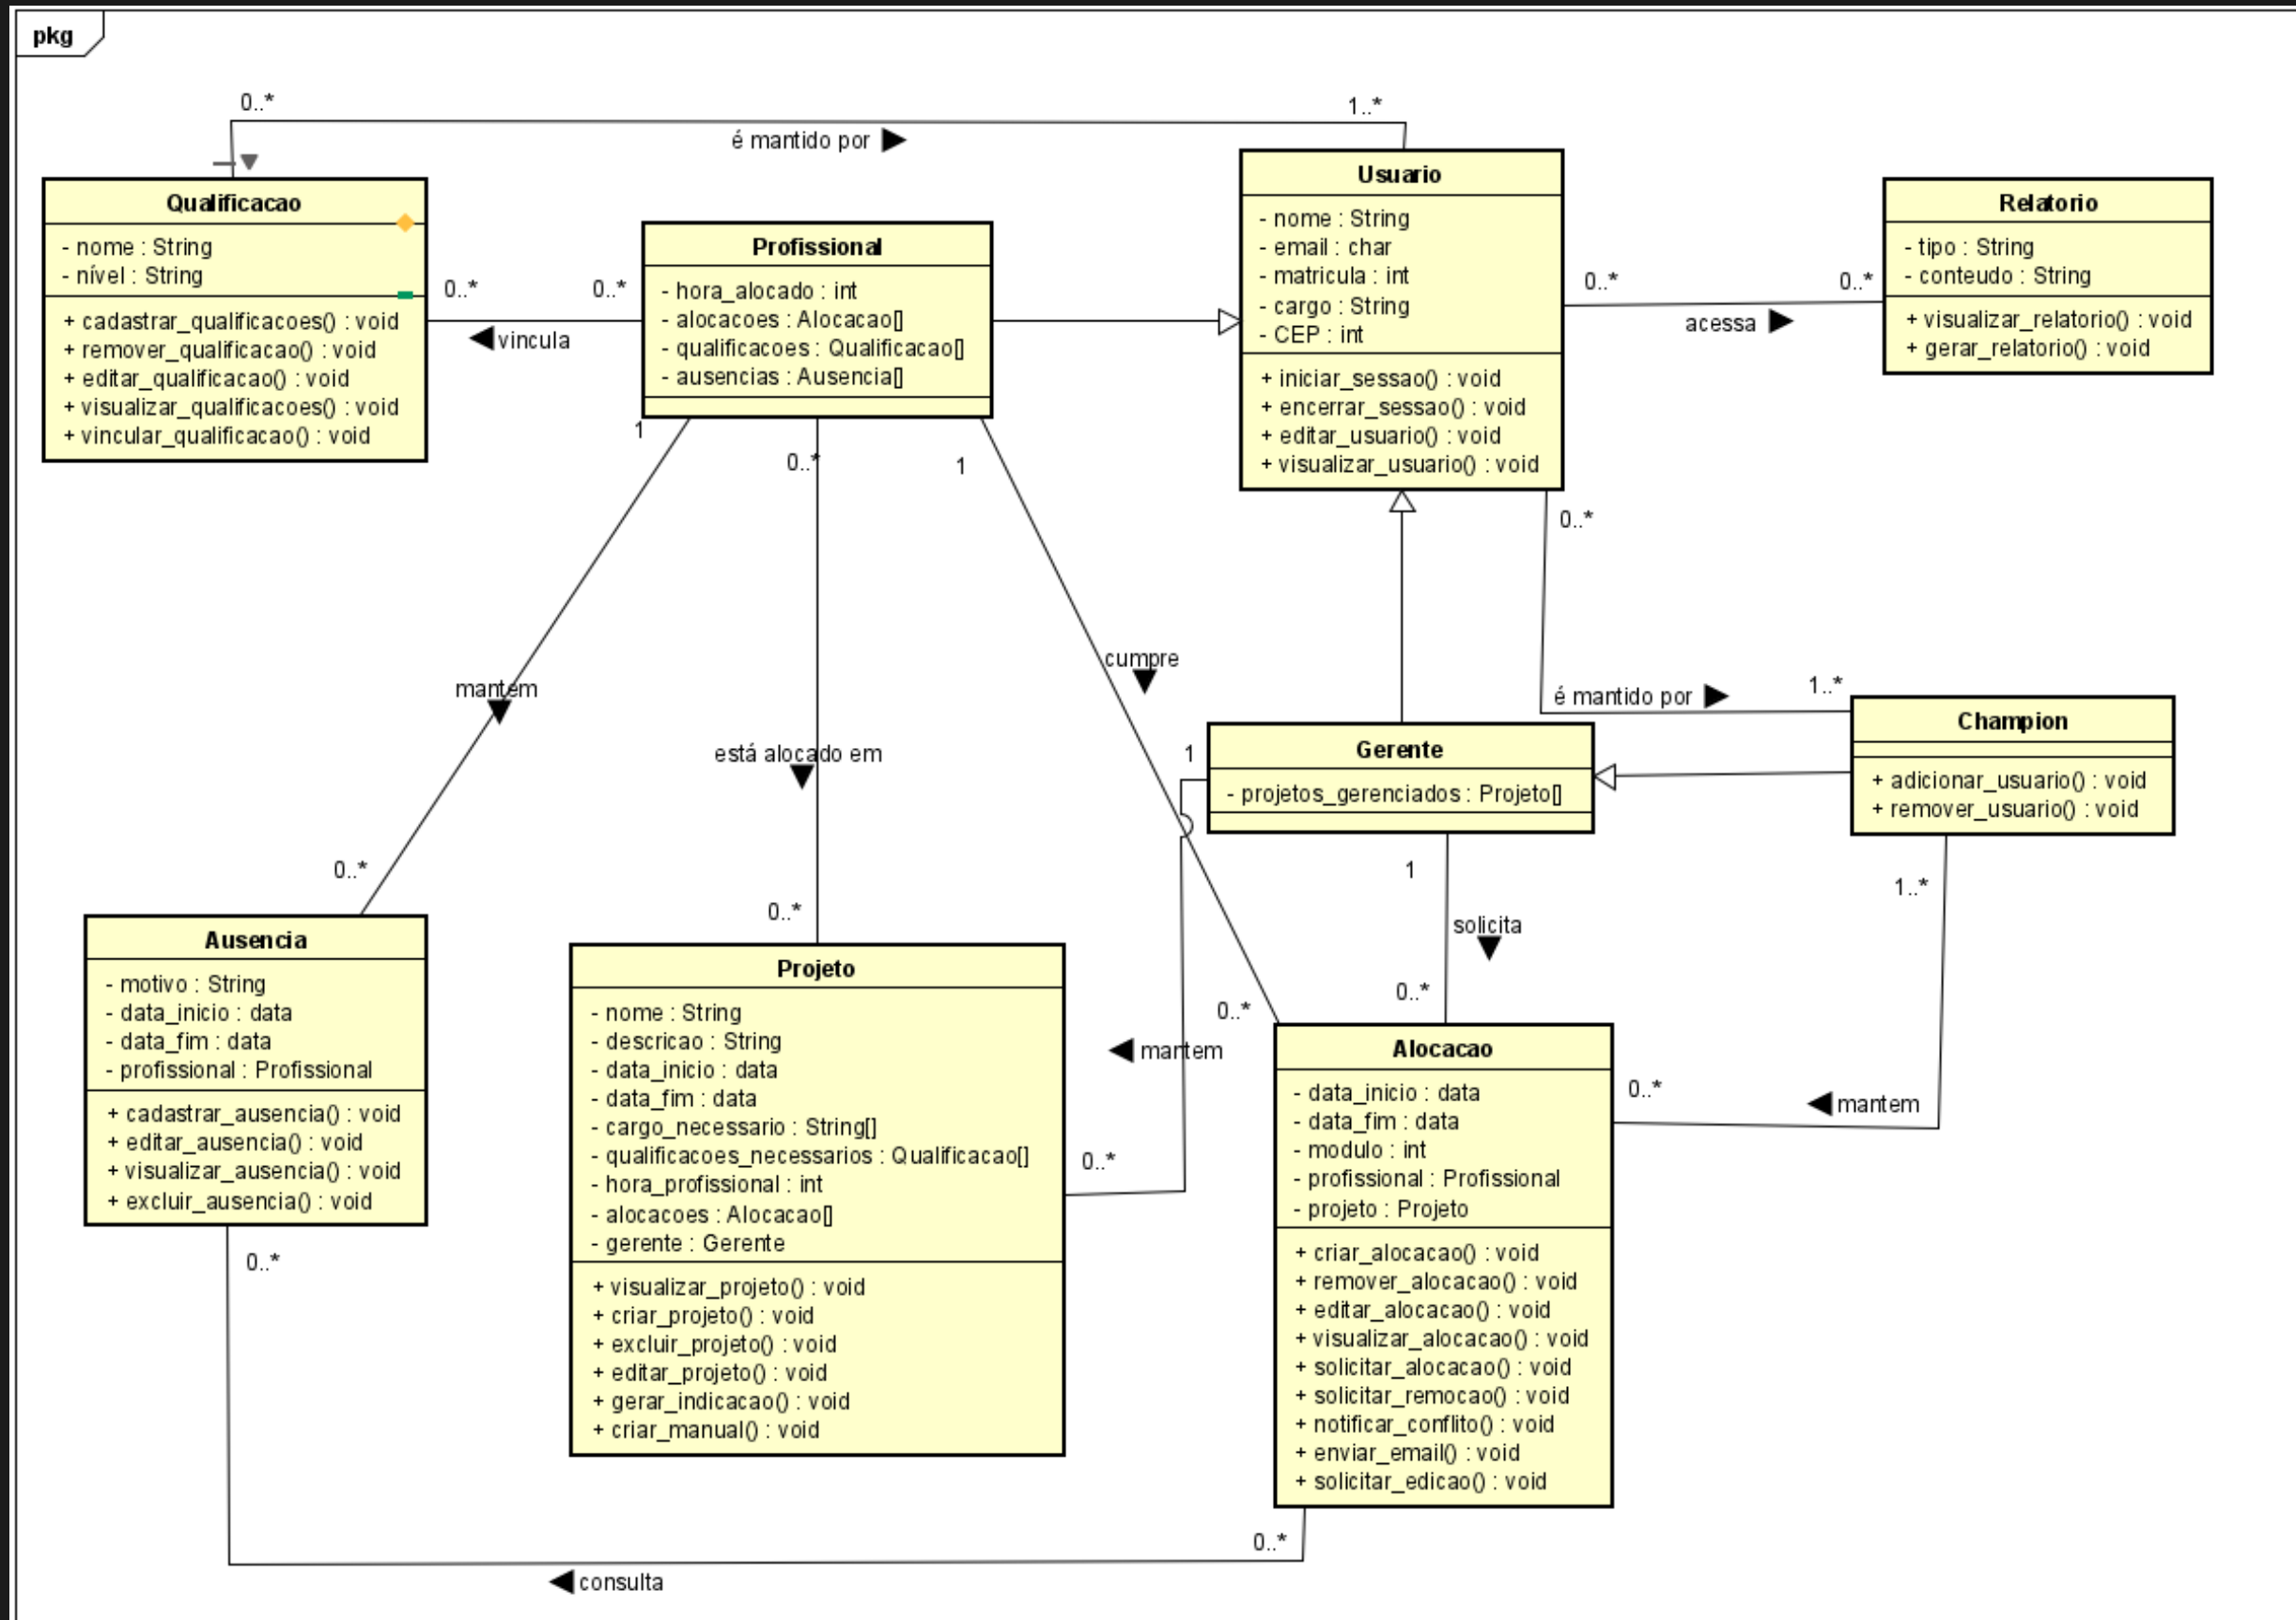 pkg
0..*
1..*
é mantido por
Qualificacao
- nome : String
- nível : String
+ cadastrar_qualificacoes() : void
+ remover_qualificacao() : void
+ editar_qualificacao() : void
+ visualizar_qualificacoes() : void
+ vincular_qualificacao() : void
0..*
0..*
vincula
Profissional
- hora_alocado : int
- alocacoes : Alocacao[]
- qualificacoes : Qualificacao[]
- ausencias : Ausencia[]
Usuario
- nome : String
- email : char
- matricula : int
- cargo : String
- CEP : int
+ iniciar_sessao() : void
+ encerrar_sessao() : void
+ editar_usuario() : void
+ visualizar_usuario() : void
0..*
0..*
acessa
Relatorio
- tipo : String
- conteudo : String
+ visualizar_relatorio() : void
+ gerar_relatorio() : void
1
0..*
1
0..*
mantem
está alocado em
cumpre
é mantido por
1..*
Champion
+ adicionar_usuario() : void
+ remover_usuario() : void
1
Gerente
- projetos_gerenciados : Projeto[]
0..*
0..*
1
solicita
0..*
1..*
Ausencia
- motivo : String
- data_inicio : data
- data_fim : data
- profissional : Profissional
+ cadastrar_ausencia() : void
+ editar_ausencia() : void
+ visualizar_ausencia() : void
+ excluir_ausencia() : void
0..*
Projeto
- nome : String
- descricao : String
- data_inicio : data
- data_fim : data
- cargo_necessario : String[]
- qualificacoes_necessarios : Qualificacao[]
- hora_profissional : int
- alocacoes : Alocacao[]
- gerente : Gerente
+ visualizar_projeto() : void
+ criar_projeto() : void
+ excluir_projeto() : void
+ editar_projeto() : void
+ gerar_indicacao() : void
+ criar_manual() : void
0..*
mantem
0..*
Alocacao
- data_inicio : data
- data_fim : data
- modulo : int
- profissional : Profissional
- projeto : Projeto
+ criar_alocacao() : void
+ remover_alocacao() : void
+ editar_alocacao() : void
+ visualizar_alocacao() : void
+ solicitar_alocacao() : void
+ solicitar_remocao() : void
+ notificar_conflito() : void
+ enviar_email() : void
+ solicitar_edicao() : void
0..*
mantem
0..*
consulta